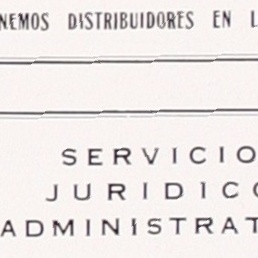 NEMOS DISTRIBUIDORES EN L
SERVICIO
JURIDICO
ADMINISTRAT